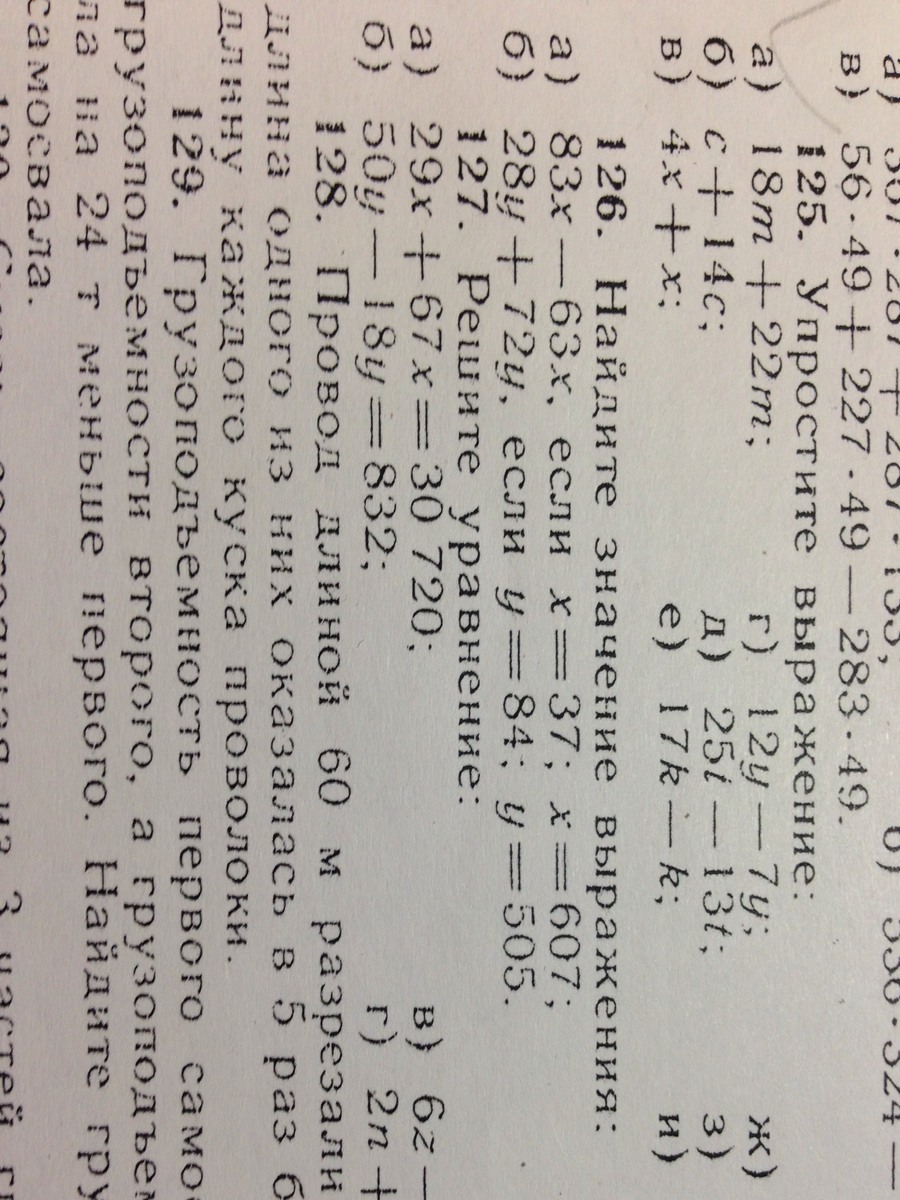 в) 56·49+227·49—283·49.
125. Упростите выражение:
а) 18m+22m; г) 12y—7y; ж)
б) c+14c; д) 25i—13i; з)
в) 4x+x; е) 17k—k; и)
126. Найдите значение выражения:
а) 83x—63x, если x=37; x=607;
б) 28y+72y, если y=84; y=505.
127. Решите уравнение:
а) 29x+67x=30 720; в) 6z—
б) 50y—18y=832; г) 2n+
128. Провод длиной 60 м разрезали
длина одного из них оказалась в 5 раз б
длину каждого куска проволоки.
129. Грузоподъемность первого само
грузоподъемности второго, а грузоподъем
ла на 24 т меньше первого. Найдите гру
самосвала.